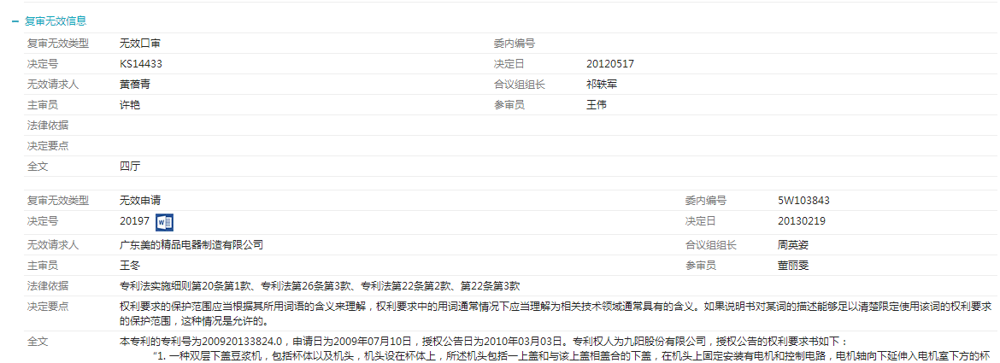 复审无效信息
复审无效类型 无效口审 委内编号
决定号 KS14433 决定日 20120517
无效请求人 黄蓓青 合议组组长 祁轶军
主审员 许艳 参审员 王伟
法律依据
决定要点
全文 四厅
复审无效类型 无效申请 委内编号 5W103843
决定号 20197 决定日 20130219
无效请求人 广东美的精品电器制造有限公司 合议组组长 周英姿
主审员 王冬 参审员 董丽雯
法律依据 专利法实施细则第20条第1款、专利法第26条第3款、专利法第22条第2款、第22条第3款
决定要点 权利要求的保护范围应当根据其所用词语的含义来理解，权利要求中的用词通常情况下应当理解为相关技术领域通常具有的含义。如果说明书对某词的描述能够足以清楚限定使用该词的权利要求
的保护范围，这种情况是允许的。
全文 本专利的专利号为200920133824.0，申请日为2009年07月10日，授权公告日为2010年03月03日。专利权人为九阳股份有限公司，授权公告的权利要求书如下：
“1. 一种双层下盖豆浆机，包括杯体以及机头，机头设在杯体上，所述机头包括一上盖和与该上盖相盖合的下盖，在机头上固定安装有电机和控制电路，电机轴向下延伸入电机室下方的杯